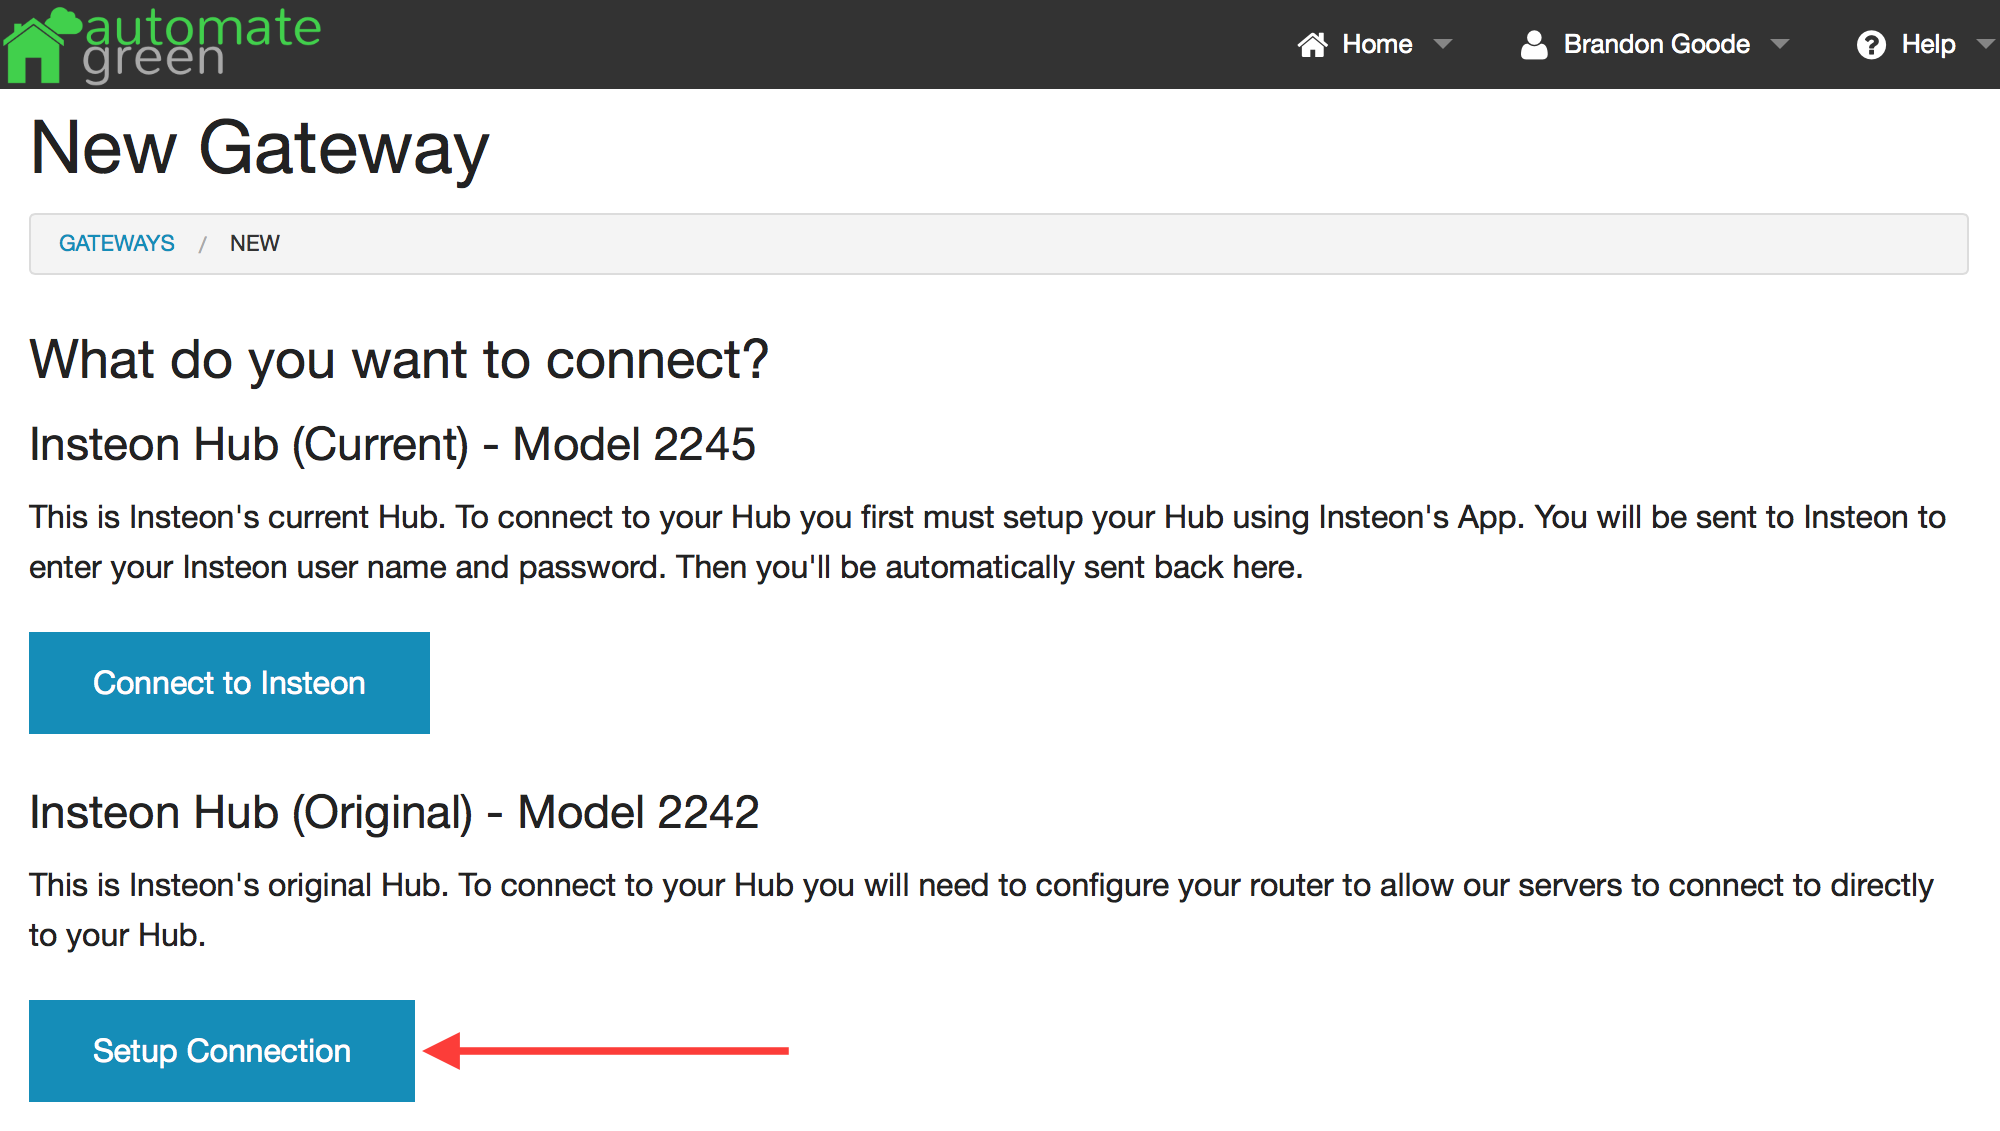 automate
green
Home
Brandon Goode
Help
New Gateway
GATEWAYS / NEW
What do you want to connect?
Insteon Hub (Current) - Model 2245
This is Insteon's current Hub. To connect to your Hub you first must setup your Hub using Insteon's App. You will be sent to Insteon to
enter your Insteon user name and password. Then you'll be automatically sent back here.
Connect to Insteon
Insteon Hub (Original) - Model 2242
This is Insteon's original Hub. To connect to your Hub you will need to configure your router to allow our servers to connect to directly
to your Hub.
Setup Connection